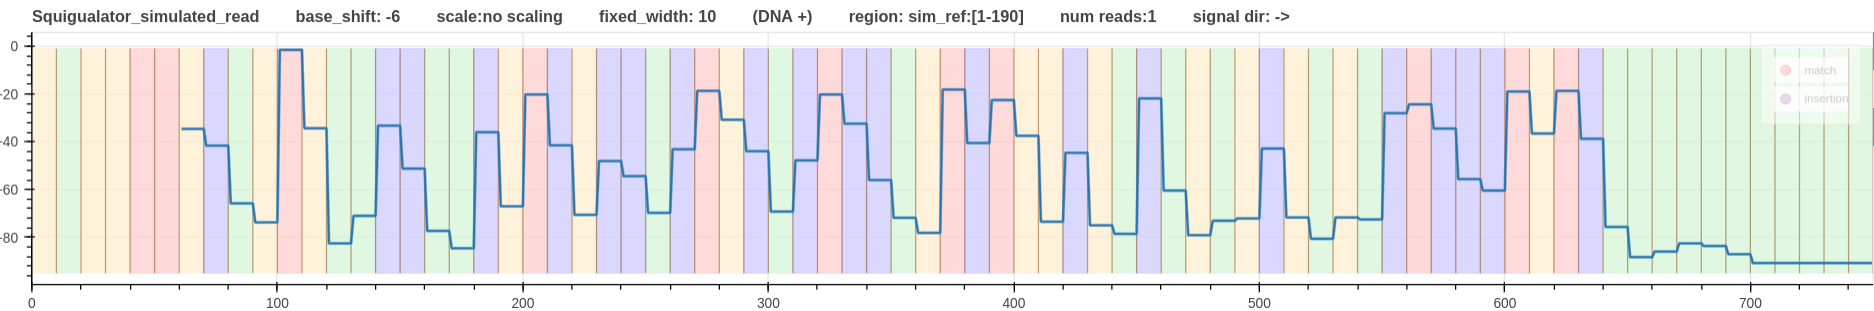 Squigualator_simulated_read base_shift: -6 scale:no scaling fixed_width: 10 (DNA +) region: sim_ref:[1-190] num reads:1 signal dir: ->
0
-20
-40
-60
-80
match
insertion
0 100 200 300 400 500 600 700